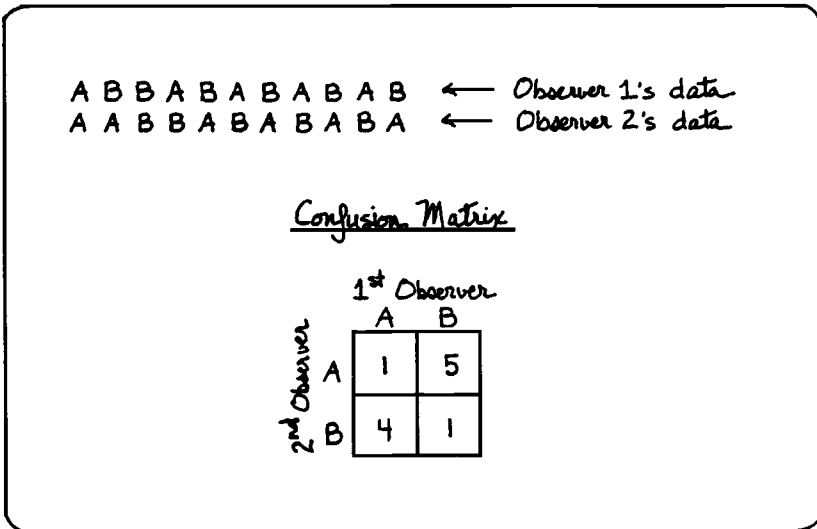 A B B A B A B A B A B ← Observer 1's data
A A B B A B A B A B A ← Observer 2's data
Confusion Matrix
1st Observer
A B
2nd Observer
A 1 5
B 4 1